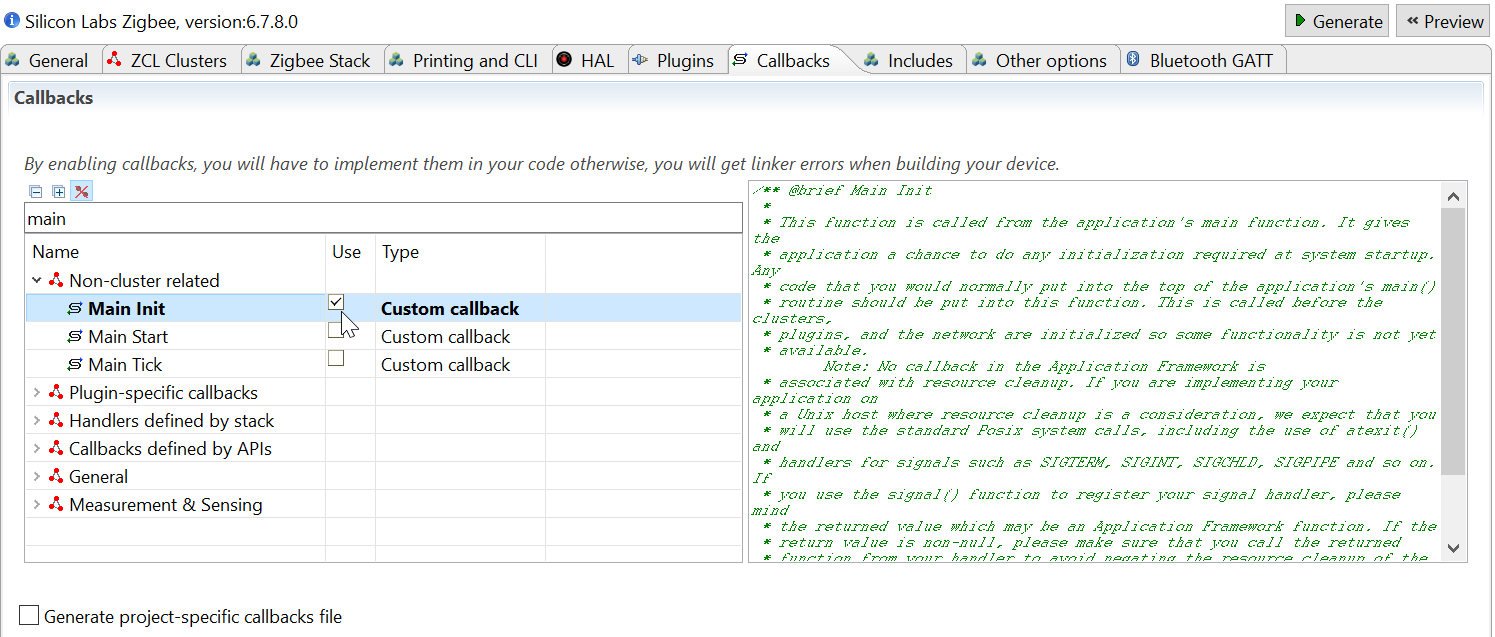 Silicon Labs Zigbee, version:6.7.8.0
Generate
Preview
General
ZCL Clusters
Zigbee Stack
Printing and CLI
HAL
Plugins
Callbacks
Includes
Other options
Bluetooth GATT
Callbacks
By enabling callbacks, you will have to implement them in your code otherwise, you will get linker errors when building your device.
main
Name Use Type
Non-cluster related
Main Init Custom callback
Main Start Custom callback
Main Tick Custom callback
Plugin-specific callbacks
Handlers defined by stack
Callbacks defined by APIs
General
Measurement & Sensing
/** @brief Main Init
*
* This function is called from the application's main function. It gives
the
* application a chance to do any initialization required at system startup.
Any
* code that you would normally put into the top of the application's main()
* routine should be put into this function. This is called before the
clusters,
* plugins, and the network are initialized so some functionality is not yet
* available.
Note: No callback in the Application Framework is
* associated with resource cleanup. If you are implementing your
application on
* a Unix host where resource cleanup is a consideration, we expect that you
* will use the standard Posix system calls, including the use of atexit()
and
* handlers for signals such as SIGTERM, SIGINT, SIGCHLD, SIGPIPE and so on.
If
* you use the signal() function to register your signal handler, please
mind
* the returned value which may be an Application Framework function. If the
* return value is non-null, please make sure that you call the returned
* function from your handler to avoid negating the resource cleanup of the
Generate project-specific callbacks file